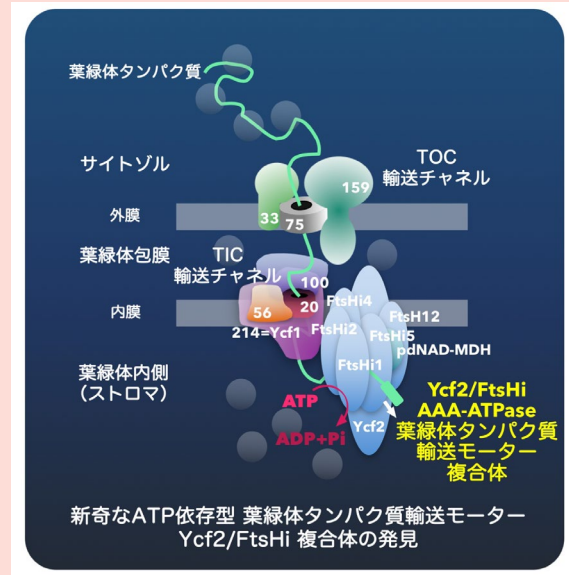 葉緑体タンパク質
サイトゾル
TOC
輸送チャネル
159
33
75
外膜
葉緑体包膜
TIC
輸送チャネル
100
FtsHi4
20
56
内膜
FtsH12
FtsHi2
FtsHi5
214=Ycf1
pdNAD-MDH
FtsHi1
葉緑体内側
(ストロマ)
ATP
ADP+Pi
Ycf2
Ycf2/FtsHi
AAA-ATPase
葉緑体タンパク質
輸送モーター
複合体
新奇なATP依存型 葉緑体タンパク質輸送モーター
Ycf2/FtsHi 複合体の発見